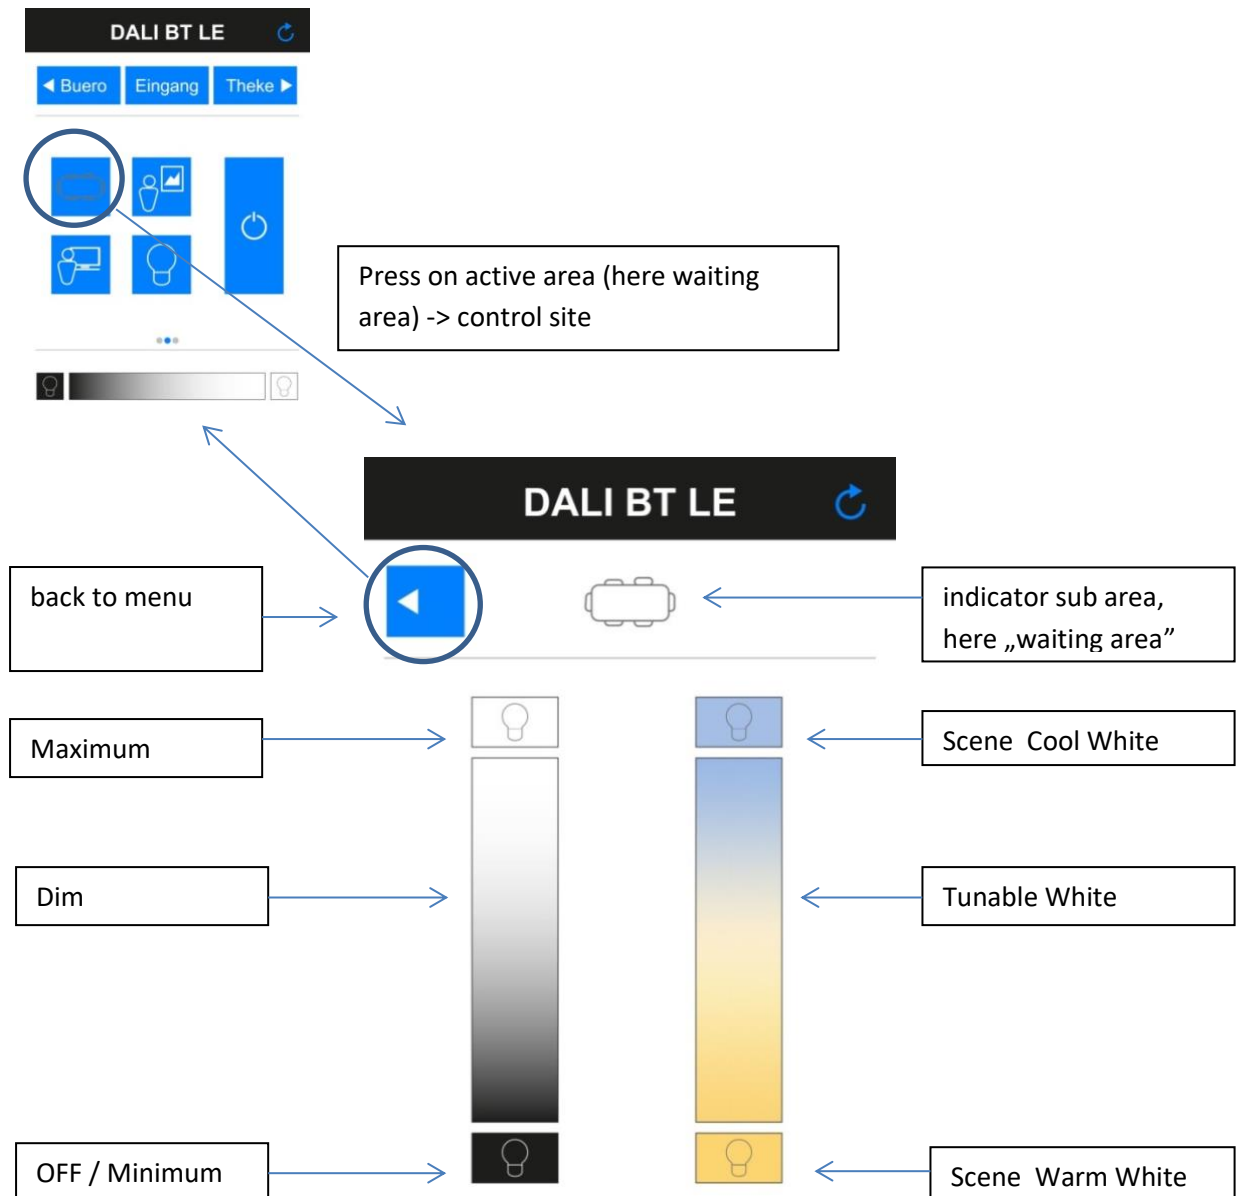 DALI BT LE
Buero
Eingang
Theke
Press on active area (here waiting
area) -> control site
DALI BT LE
back to menu
indicator sub area,
here „waiting area”
Maximum
Scene  Cool White
Dim
Tunable White
OFF / Minimum
Scene  Warm White